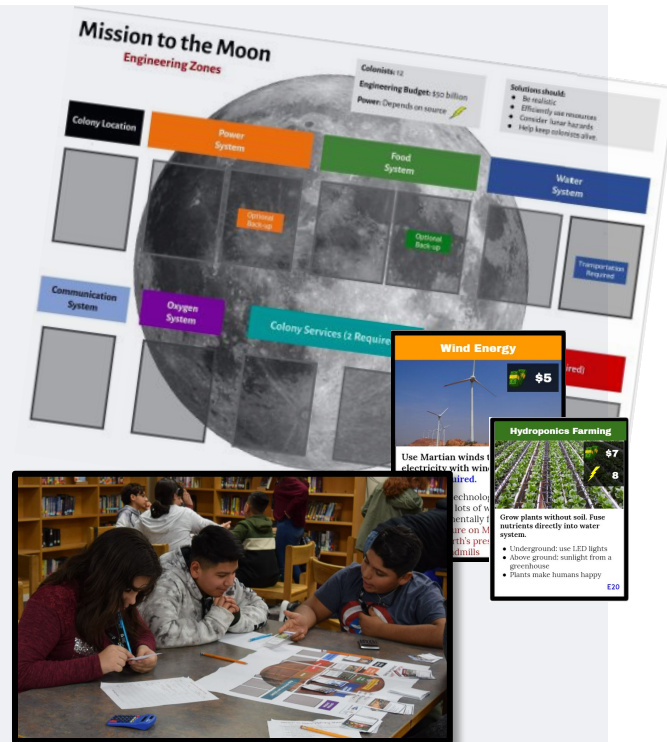 Mission to the Moon
Engineering Zones
Colonists: 12
Engineering Budget: $50 billion
Power: Depends on source
Solutions should:
● Be realistic
● Efficiently use resources
● Consider lunar hazards
● Help keep colonists alive
Colony Location
Power
System
Food
System
Water
System
Optional
Back-up
Optional
Back-up
Transportation
Required
Communication
System
Oxygen
System
Colony Services (2 Require
ired)
Wind Energy
$5
Use Martian winds t
electricity with win
uired.
echnolog
lots of w
mentally f
ure on M
rth's pres
ndmills
Hydroponics Farming
$7
8
Grow plants without soil. Fuse
nutrients directly into water
system.
● Underground: use LED lights
● Above ground: sunlight from a
greenhouse
● Plants make humans happy
E20